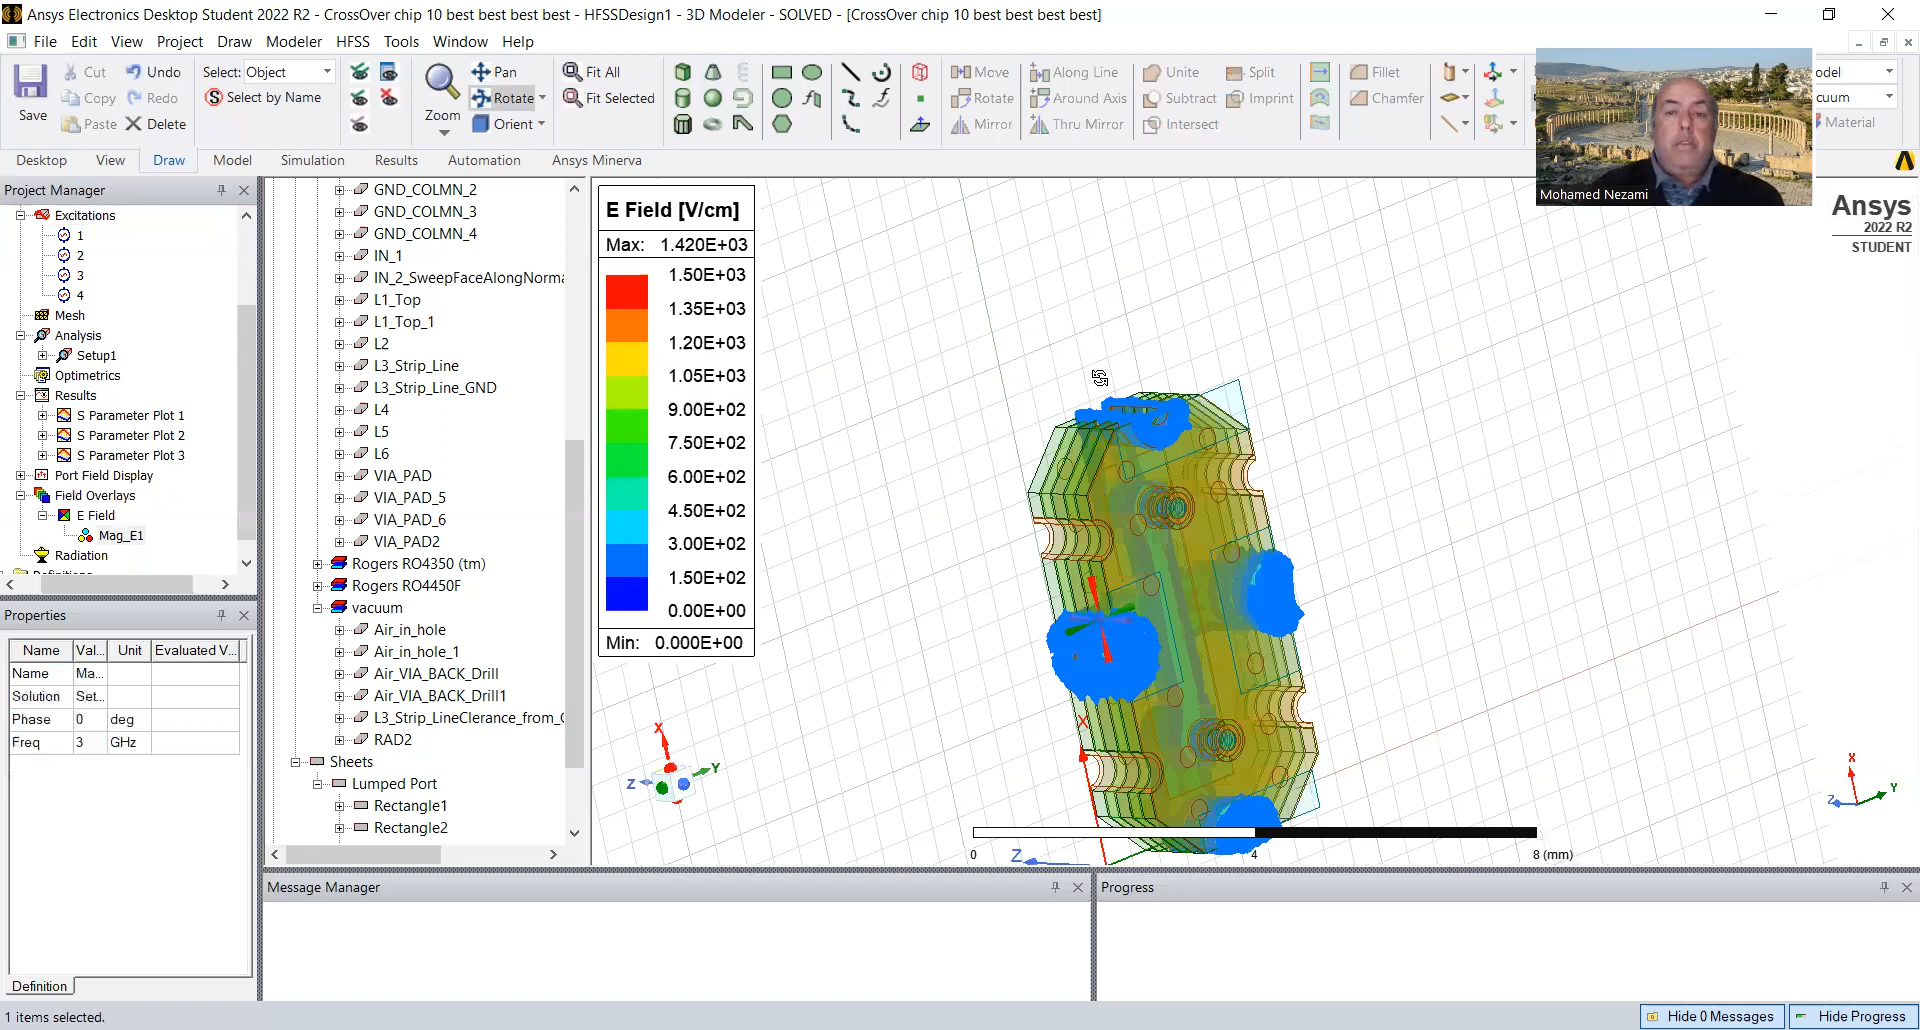 Ansys Electronics Desktop Student 2022 R2 - CrossOver chip 10 best best best best - HFSSDesign1 - 3D Modeler - SOLVED - [CrossOver chip 10 best best best best]
File Edit View Project Draw Modeler HFSS Tools Window Help
Save
Cut
Copy
Paste
Undo
Redo
Delete
Select: Object
Select by Name
Zoom
Pan
Rotate
Orient
Fit All
Fit Selected
Move
Rotate
Mirror
Along Line
Around Axis
Thru Mirror
Unite
Subtract
Intersect
Split
Imprint
Fillet
Chamfer
odel
cuum
Material
Mohamed Nezami
Desktop View Draw Model Simulation Results Automation Ansys Minerva
Project Manager
Excitations
1
2
3
4
Mesh
Analysis
Setup1
Optimetrics
Results
S Parameter Plot 1
S Parameter Plot 2
S Parameter Plot 3
Port Field Display
Field Overlays
E Field
Mag_E1
Radiation
Properties
Name Val... Unit Evaluated V...
Name Ma...
Solution Set...
Phase 0 deg
Freq 3 GHz
Definition
GND_COLMN_2
GND_COLMN_3
GND_COLMN_4
IN_1
IN_2_SweepFaceAlongNorma
L1_Top
L1_Top_1
L2
L3_Strip_Line
L3_Strip_Line_GND
L4
L5
L6
VIA_PAD
VIA_PAD_5
VIA_PAD_6
VIA_PAD2
Rogers RO4350 (tm)
Rogers RO4450F
vacuum
Air_in_hole
Air_in_hole_1
Air_VIA_BACK_Drill
Air_VIA_BACK_Drill1
L3_Strip_LineClerance_from_
RAD2
Sheets
Lumped Port
Rectangle1
Rectangle2
E Field [V/cm]
Max: 1.420E+03
1.50E+03
1.35E+03
1.20E+03
1.05E+03
9.00E+02
7.50E+02
6.00E+02
4.50E+02
3.00E+02
1.50E+02
0.00E+00
Min: 0.000E+00
Ansys
2022 R2
STUDENT
X
Z
Y
X
Z
X
Z
Y
0 4 8 (mm)
Message Manager
Progress
1 items selected.
Hide 0 Messages
Hide Progress